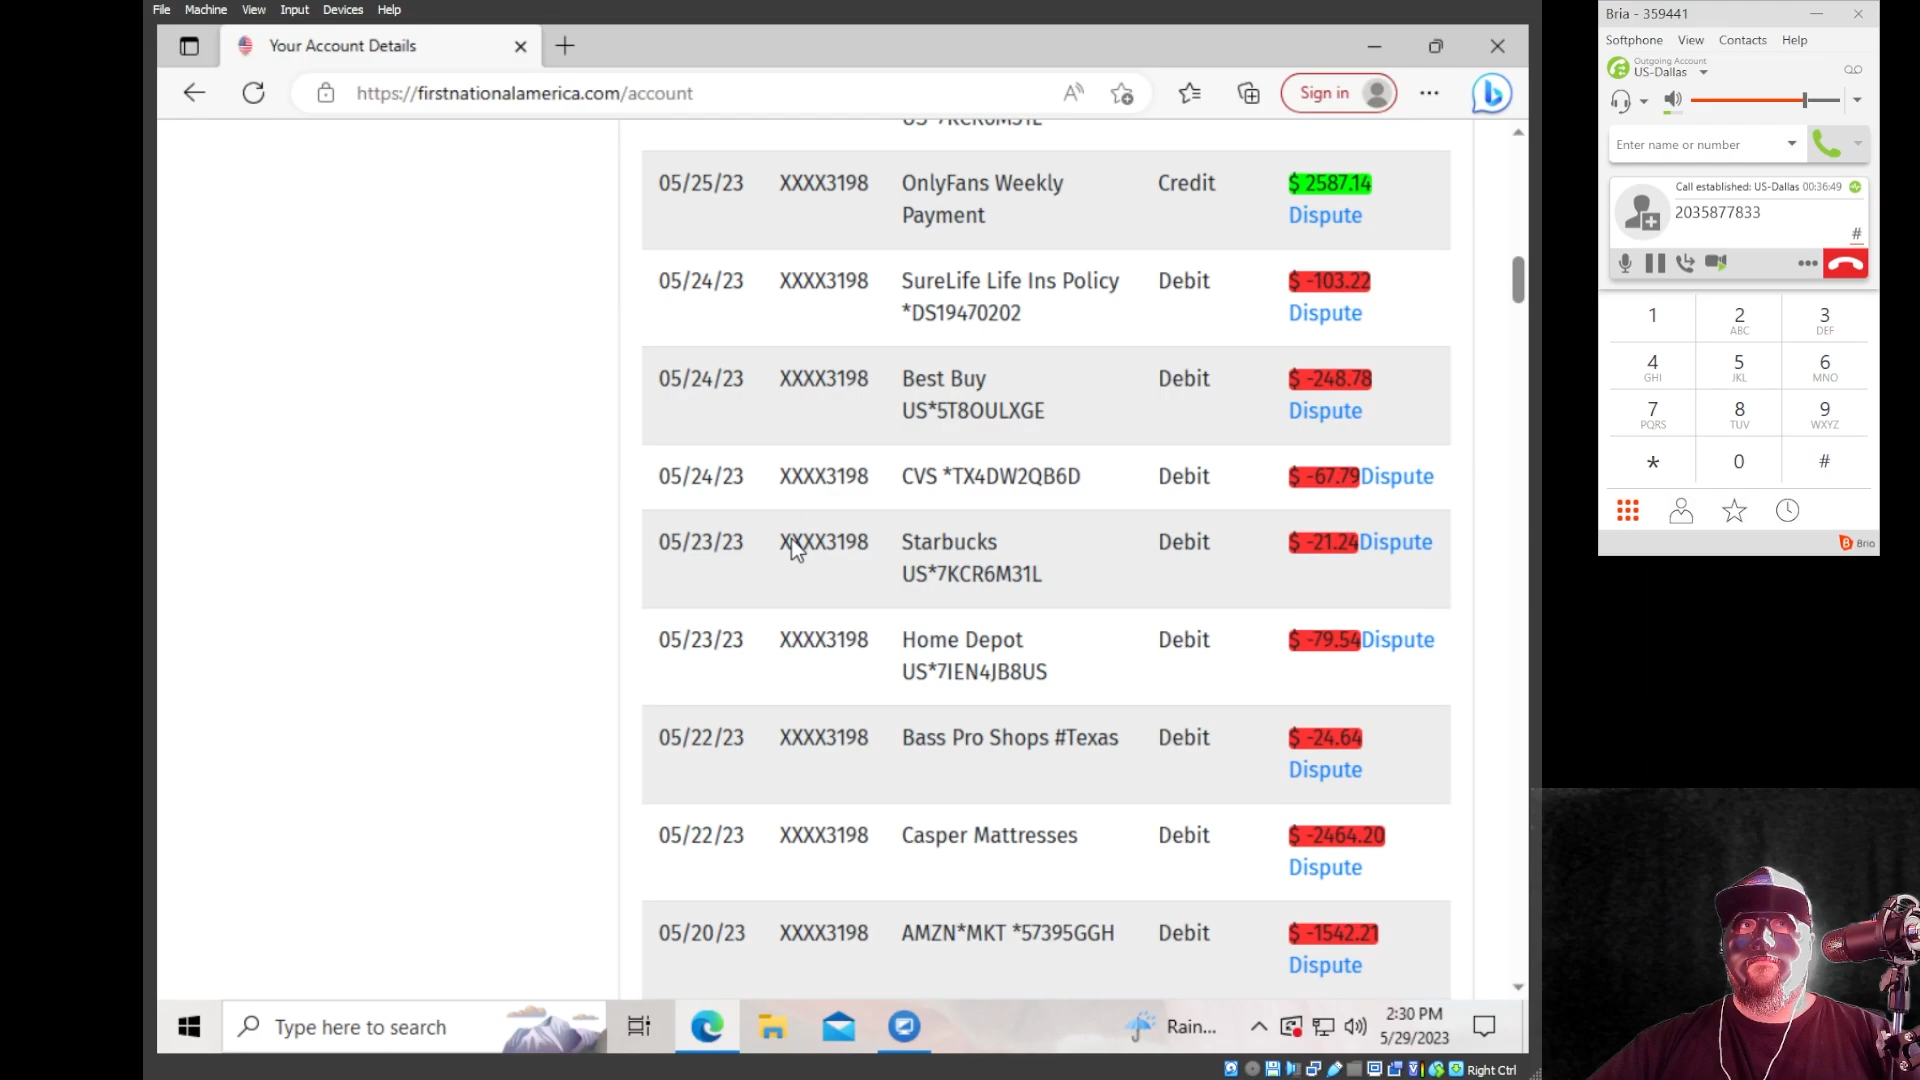 File Machine View Input Devices Help
Your Account Details
https://firstnationalamerica.com/account
Sign in
05/25/23 XXXX3198 OnlyFans Weekly Payment Credit $ 2587.14 Dispute
05/24/23 XXXX3198 SureLife Life Ins Policy *DS19470202 Debit $ -103.22 Dispute
05/24/23 XXXX3198 Best Buy US*5T8OULXGE Debit $ -248.78 Dispute
05/24/23 XXXX3198 CVS *TX4DW2QB6D Debit $ -67.79Dispute
05/23/23 XXXX3198 Starbucks US*7KCR6M31L Debit $ -21.24Dispute
05/23/23 XXXX3198 Home Depot US*7IEN4JB8US Debit $ -79.54Dispute
05/22/23 XXXX3198 Bass Pro Shops #Texas Debit $ -24.64 Dispute
05/22/23 XXXX3198 Casper Mattresses Debit $ -2464.20 Dispute
05/20/23 XXXX3198 AMZN*MKT *57395GGH Debit $ -1542.21 Dispute
Type here to search
Rain...
2:30 PM
5/29/2023
Right Ctrl
Bria - 359441
Softphone View Contacts Help
Outgoing Account
US-Dallas
Enter name or number
Call established: US-Dallas 00:36:49
2035877833
#
1 2 3
ABC DEF
4 5 6
GHI JKL MNO
7 8 9
PQRS TUV WXYZ
* 0 #
Bria